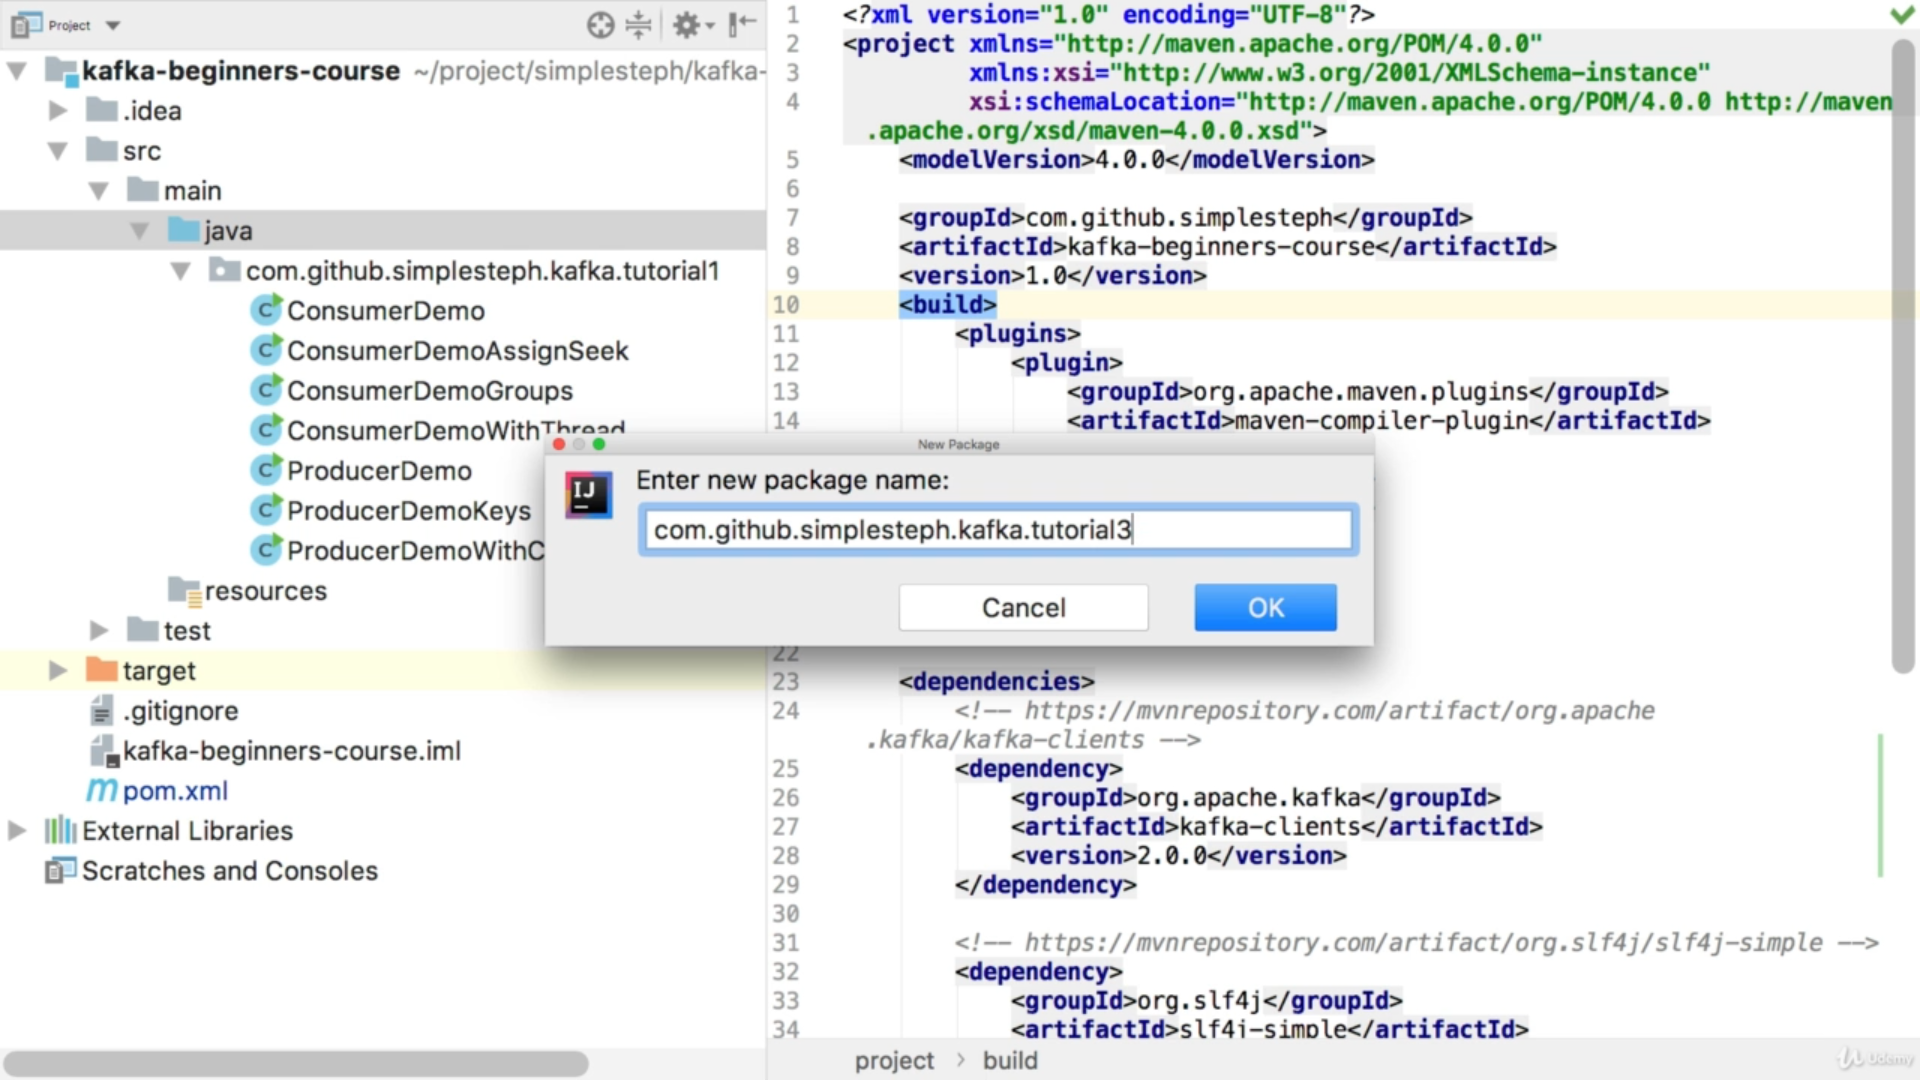 Project
kafka-beginners-course ~/project/simplesteph/kafka-
.idea
src
main
java
com.github.simplesteph.kafka.tutorial1
ConsumerDemo
ConsumerDemoAssignSeek
ConsumerDemoGroups
ConsumerDemoWithThread
ProducerDemo
ProducerDemoKeys
ProducerDemoWithC
resources
test
target
.gitignore
kafka-beginners-course.iml
pom.xml
External Libraries
Scratches and Consoles
1 <?xml version="1.0" encoding="UTF-8"?>
2 <project xmlns="http://maven.apache.org/POM/4.0.0"
3 xmlns:xsi="http://www.w3.org/2001/XMLSchema-instance"
4 xsi:schemaLocation="http://maven.apache.org/POM/4.0.0 http://maven
.apache.org/xsd/maven-4.0.0.xsd">
5 <modelVersion>4.0.0</modelVersion>
6
7 <groupId>com.github.simplesteph</groupId>
8 <artifactId>kafka-beginners-course</artifactId>
9 <version>1.0</version>
10 <build>
11 <plugins>
12 <plugin>
13 <groupId>org.apache.maven.plugins</groupId>
14 <artifactId>maven-compiler-plugin</artifactId>
New Package
IJ
Enter new package name:
com.github.simplesteph.kafka.tutorial3
Cancel
OK
22
23 <dependencies>
24 <!-- https://mvnrepository.com/artifact/org.apache
.kafka/kafka-clients -->
25 <dependency>
26 <groupId>org.apache.kafka</groupId>
27 <artifactId>kafka-clients</artifactId>
28 <version>2.0.0</version>
29 </dependency>
30
31 <!-- https://mvnrepository.com/artifact/org.slf4j/slf4j-simple -->
32 <dependency>
33 <groupId>org.slf4j</groupId>
34 <artifactId>slf4j-simple</artifactId>
project > build
Udemy